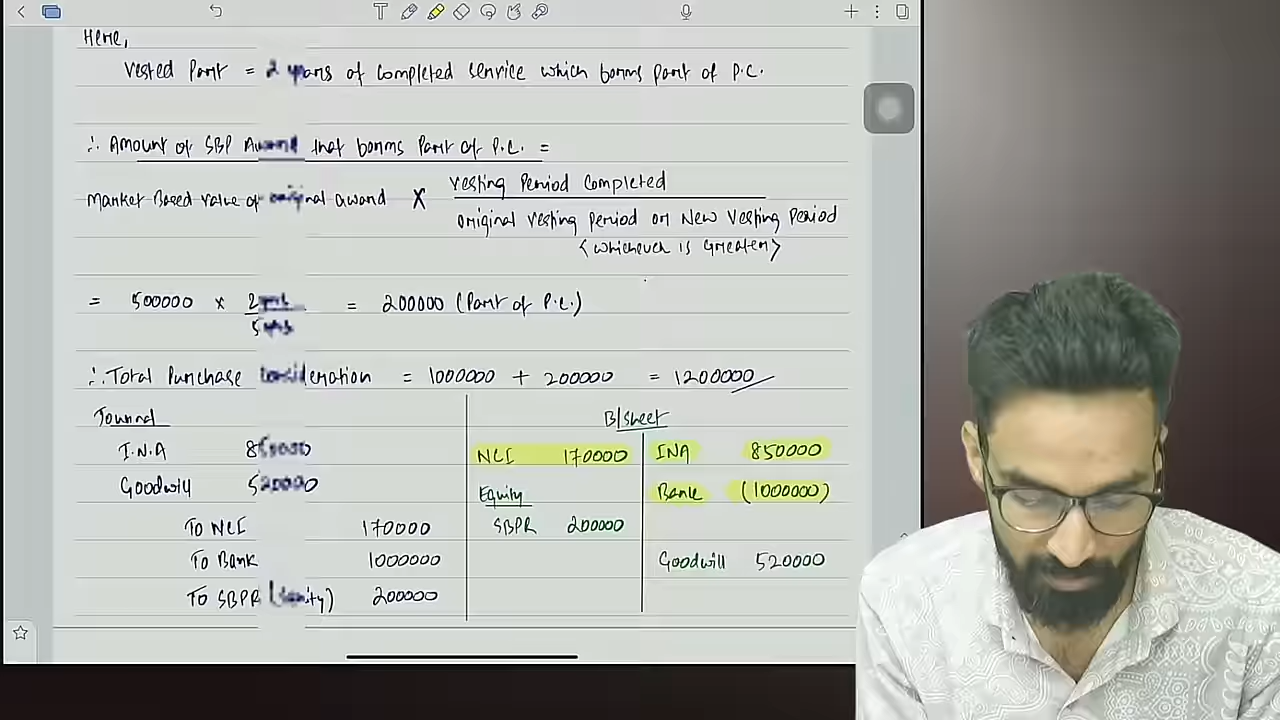 Here,
Vested Part = 2 years of completed service which forms part of P.C.
∴ Amount of SBP Award that forms Part of P.C. =
Market Based Value of original award X Vesting Period Completed
original vesting period or New Vesting Period
<whichever is Greater>
= 500000 x 2 yrs = 200000 (Part of P.C.)
5 yrs
∴ Total Purchase consideration = 1000000 + 200000 = 1200000
Journal
I.N.A 850000
Goodwill 520000
To NCI 170000
To Bank 1000000
To SBPR (Equity) 200000
B/sheet
NCI 170000 INA 850000
Equity Bank (1000000)
SBPR 200000
Goodwill 520000